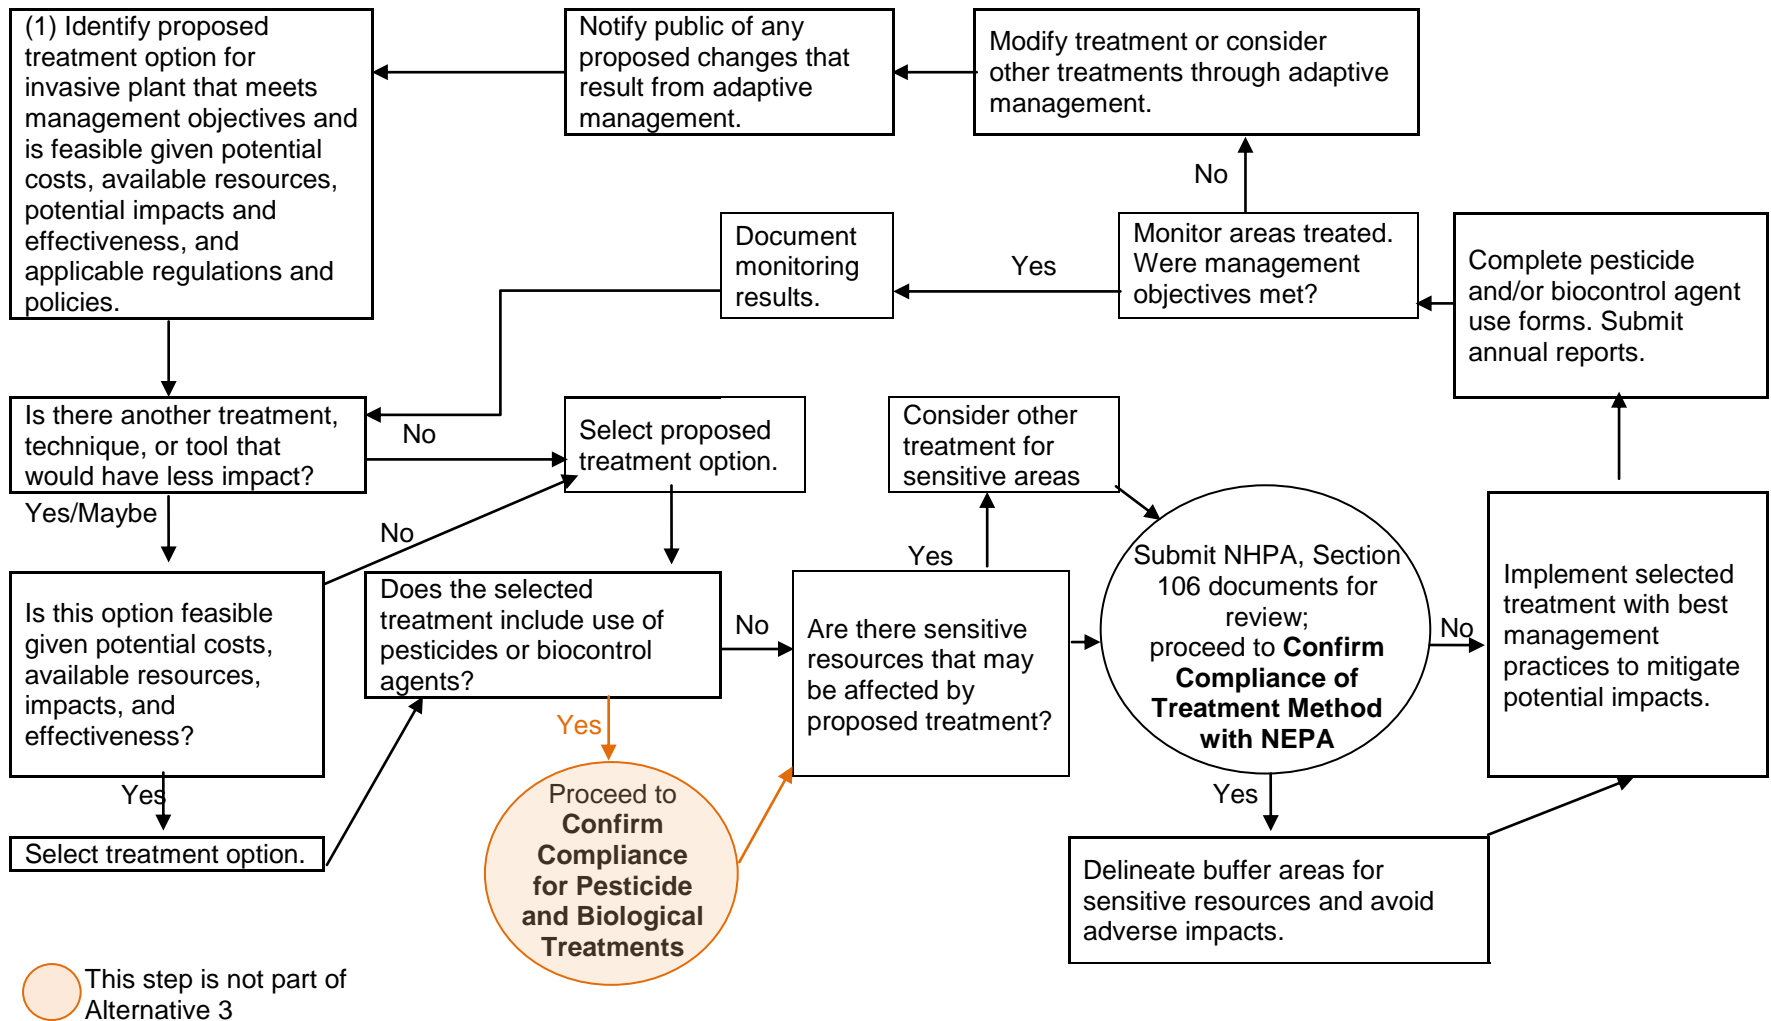 (1) Identify proposed
treatment option for
invasive plant that meets
management objectives and
is feasible given potential
costs, available resources,
potential impacts and
effectiveness, and
applicable regulations and
policies.
Notify public of any
proposed changes that
result from adaptive
management.
Modify treatment or consider
other treatments through adaptive
management.
No
Document
monitoring
results.
Yes
Monitor areas treated.
Were management
objectives met?
Complete pesticide
and/or biocontrol agent
use forms. Submit
annual reports.
Is there another treatment,
technique, or tool that
would have less impact?
No
Select proposed
treatment option.
Consider other
treatment for
sensitive areas
Yes/Maybe
No
Yes
Is this option feasible
given potential costs,
available resources,
impacts, and
effectiveness?
Does the selected
treatment include use of
pesticides or biocontrol
agents?
No
Are there sensitive
resources that may
be affected by
proposed treatment?
Submit NHPA, Section
106 documents for
review;
proceed to Confirm
Compliance of
Treatment Method
with NEPA
No
Implement selected
treatment with best
management
practices to mitigate
potential impacts.
Yes
Yes
Yes
Select treatment option.
Proceed to
Confirm
Compliance
for Pesticide
and Biological
Treatments
Delineate buffer areas for
sensitive resources and avoid
adverse impacts.
This step is not part of
Alternative 3